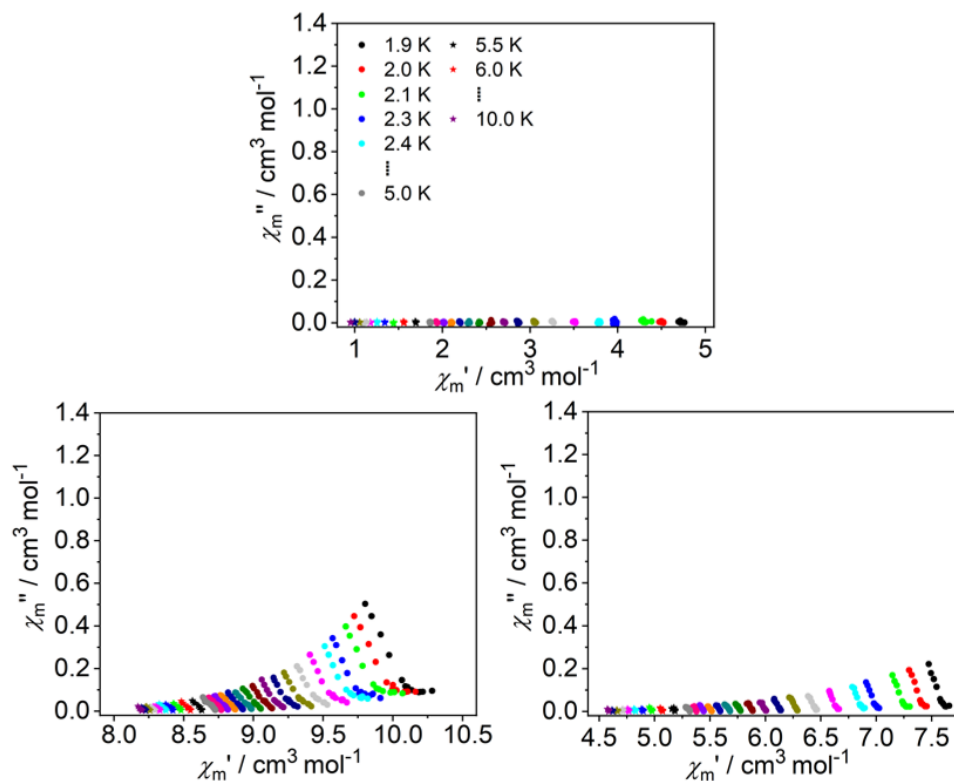 1.4
1.2
1.0
0.8
0.6
0.4
0.2
0.0
χm'' / cm³ mol⁻¹
1.9 K
2.0 K
2.1 K
2.3 K
2.4 K
5.0 K
5.5 K
6.0 K
10.0 K
1 2 3 4 5
χm' / cm³ mol⁻¹
1.4
1.2
1.0
0.8
0.6
0.4
0.2
0.0
χm'' / cm³ mol⁻¹
8.0 8.5 9.0 9.5 10.0 10.5
χm' / cm³ mol⁻¹
1.4
1.2
1.0
0.8
0.6
0.4
0.2
0.0
χm'' / cm³ mol⁻¹
4.5 5.0 5.5 6.0 6.5 7.0 7.5
χm' / cm³ mol⁻¹